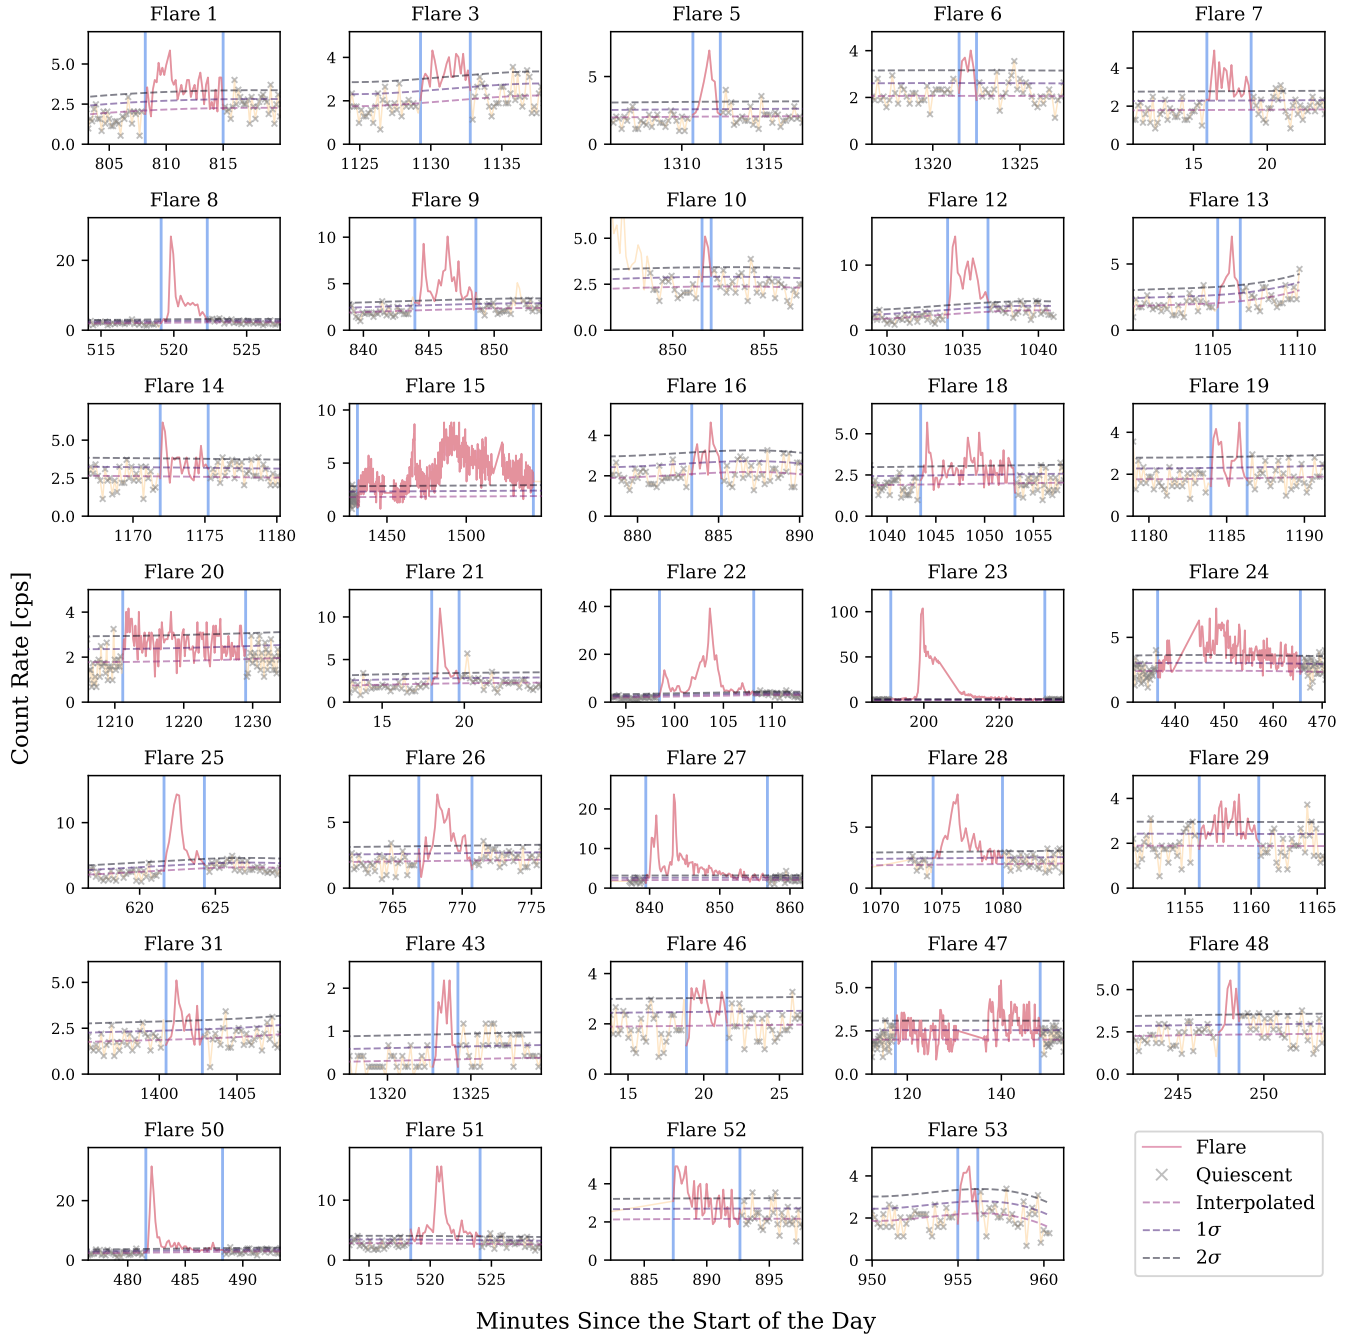 Flare 1 Flare 3 Flare 5 Flare 6 Flare 7
5.0 2.5 0.0 4 2 0 5 0 4 2 0 4 2 0
805 810 815 1125 1130 1135 1310 1315 1320 1325 15 20
Flare 8 Flare 9 Flare 10 Flare 12 Flare 13
20 0 10 5 0 5.0 2.5 0.0 10 0 5 0
515 520 525 840 845 850 850 855 1030 1035 1040 1105 1110
Flare 14 Flare 15 Flare 16 Flare 18 Flare 19
5.0 2.5 0.0 10 5 0 4 2 0 5.0 2.5 0.0 4 2 0
1170 1175 1180 1450 1500 880 885 890 1040 1045 1050 1055 1180 1185 1190
Flare 20 Flare 21 Flare 22 Flare 23 Flare 24
4 2 0 10 5 0 40 20 0 100 50 0 5 0
1210 1220 1230 15 20 95 100 105 110 200 220 440 450 460 470
Flare 25 Flare 26 Flare 27 Flare 28 Flare 29
10 0 6 4 2 0 20 10 0 5 0 4 2 0
620 625 765 770 775 840 850 860 1070 1075 1080 1155 1160 1165
Flare 31 Flare 43 Flare 46 Flare 47 Flare 48
5.0 2.5 0.0 2 1 0 4 2 0 5.0 2.5 0.0 5.0 2.5 0.0
1400 1405 1320 1325 15 20 25 120 140 245 250
Flare 50 Flare 51 Flare 52 Flare 53
20 0 10 5 0 4 2 0 4 2 0
480 485 490 515 520 525 885 890 895 950 955 960
Flare
Quiescent
Interpolated
1σ
2σ
Count Rate [cps]
Minutes Since the Start of the Day